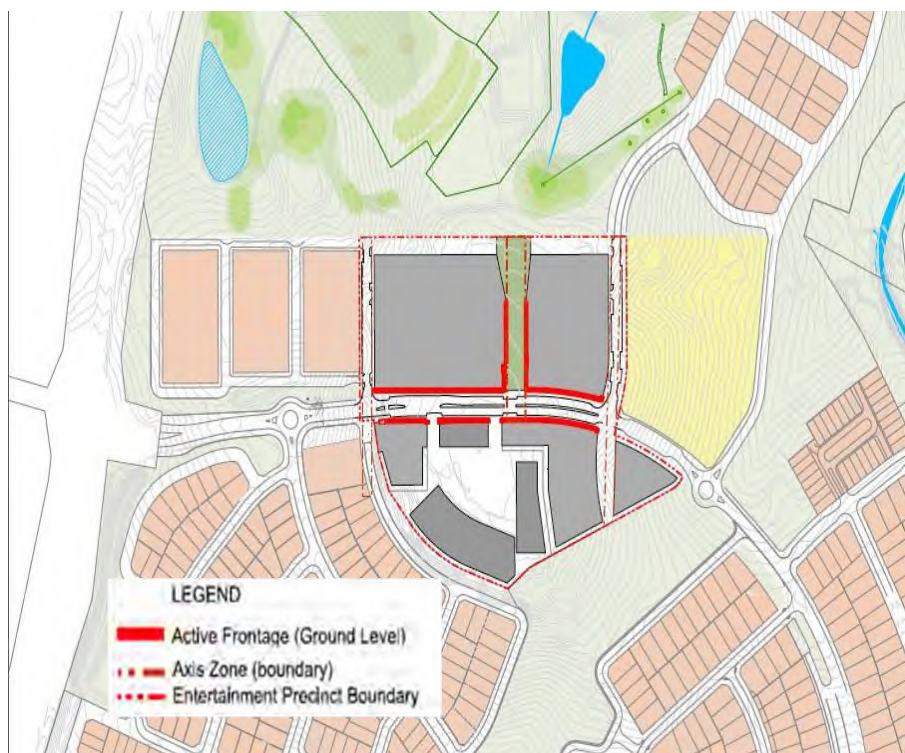 LEGEND
Active Frontage (Ground Level)
Axis Zone (boundary)
Entertainment Precinct Boundary